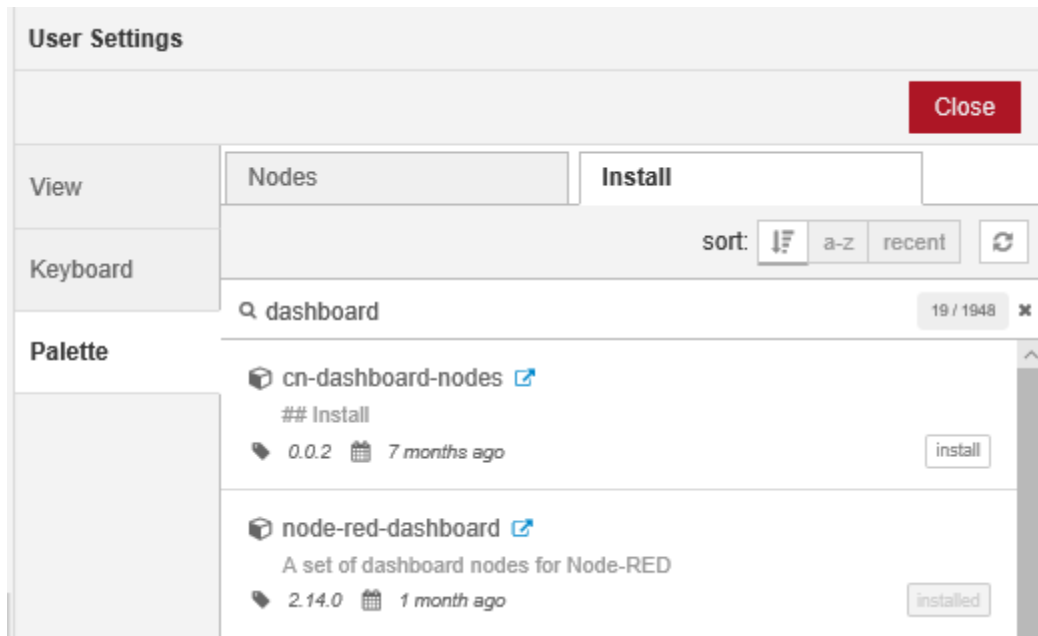 User Settings
Close
View
Nodes
Install
sort:
a-z
recent
Keyboard
dashboard
19 / 1948
Palette
cn-dashboard-nodes
## Install
0.0.2
7 months ago
install
node-red-dashboard
A set of dashboard nodes for Node-RED
2.14.0
1 month ago
installed